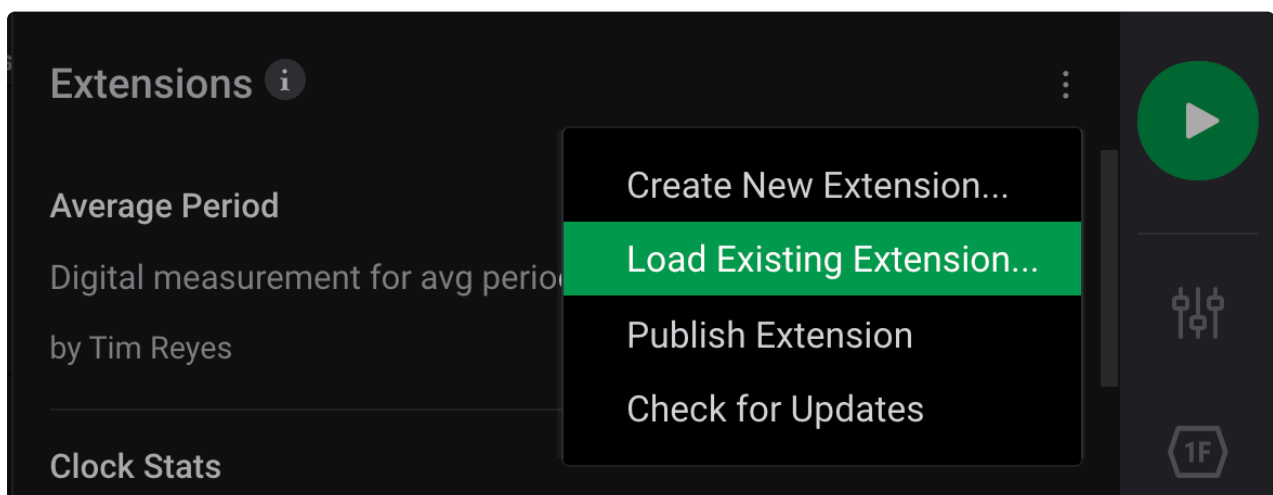 Extensions i
Average Period
Digital measurement for avg
by Tim Reyes
Clock Stats
Create New Extension...
Load Existing Extension...
Publish Extension
Check for Updates
1F